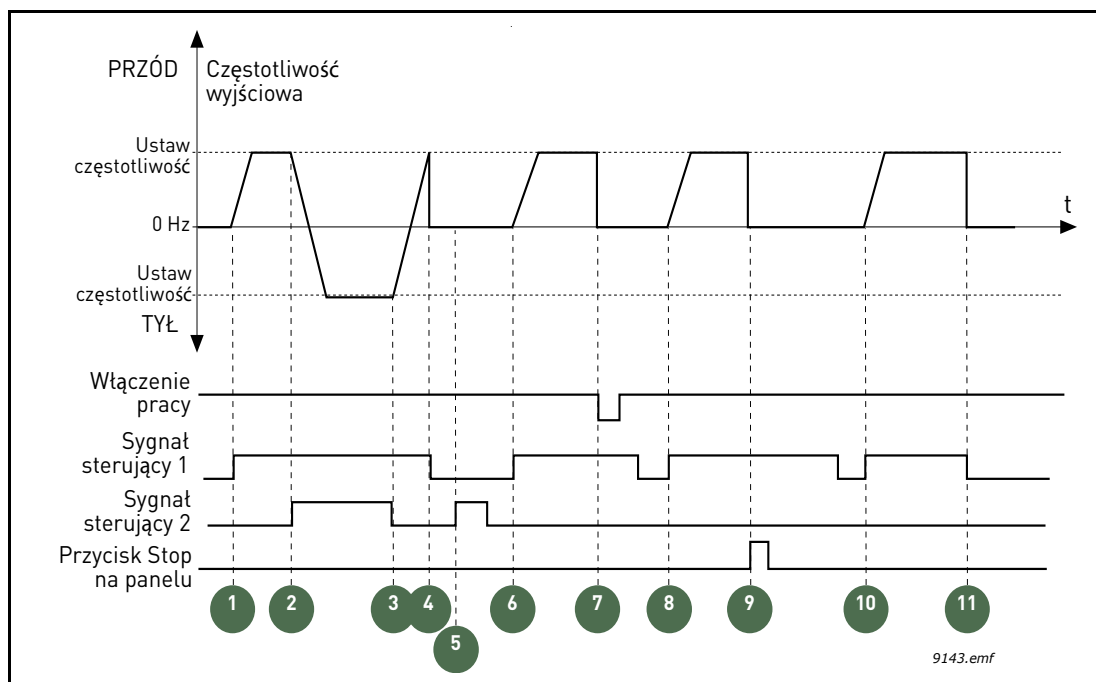 PRZÓD
Częstotliwość
wyjściowa
Ustaw
częstotliwość
0 Hz
t
Ustaw
częstotliwość
TYŁ
Włączenie
pracy
Sygnał
sterujący 1
Sygnał
sterujący 2
Przycisk Stop
na panelu
1
2
3
4
5
6
7
8
9
10
11
9143.emf